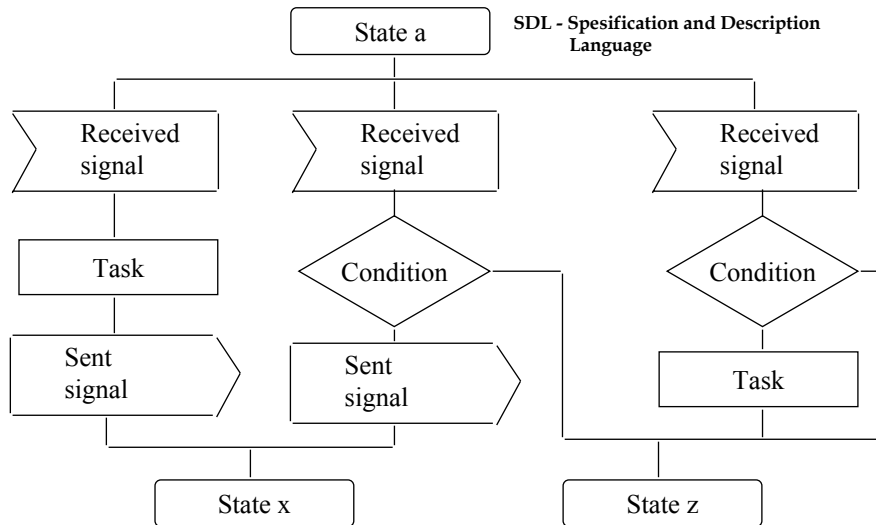 State a
SDL - Spesification and Description
Language
Received
signal
Received
signal
Received
signal
Task
Condition
Condition
Sent
signal
Sent
signal
Task
State x
State z